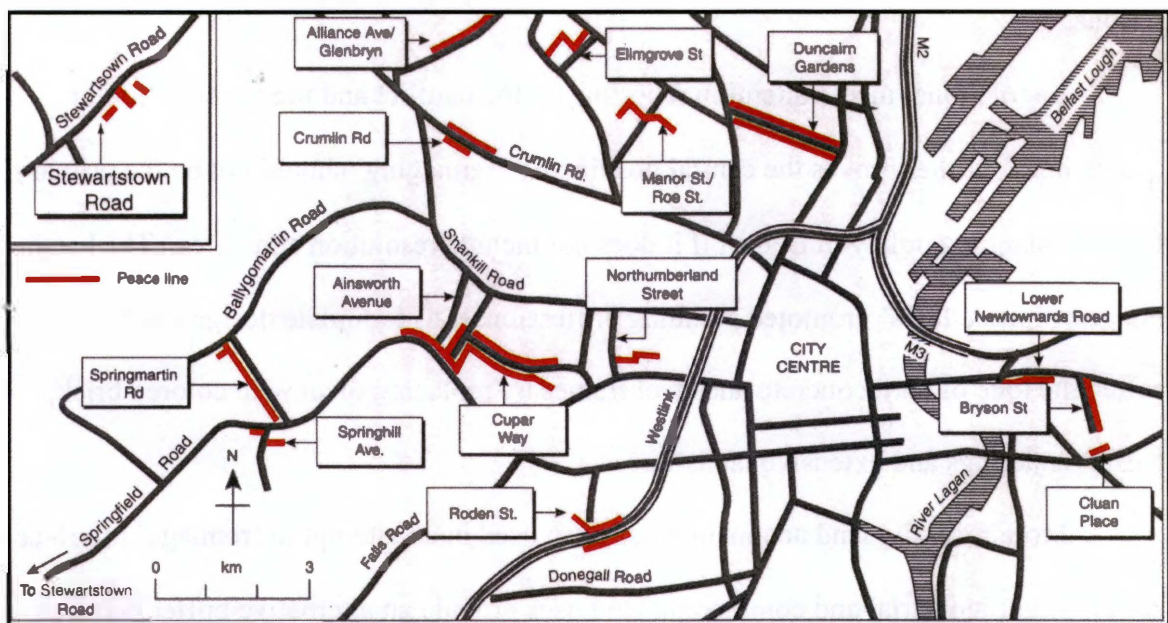 Alliance Ave/
Glenbryn
Elimgrove St
Duncairn
Gardens
M2
Belfast Lough
Stewartsown Road
Stewartstown
Road
Crumlin Rd
Crumlin Rd.
Manor St./
Roe St.
Peace line
Ballygomartin Road
Shankill Road
Ainsworth
Avenue
Northumberland
Street
Lower
Newtownards Road
M3
CITY
CENTRE
Springmartin
Rd
Bryson St
Cupar
Way
Springhill
Ave.
Westlink
N
Springfield Road
Roden St.
River Lagan
Cluan
Place
Falls Road
0 km 3
Donegall Road
To Stewartstown
Road